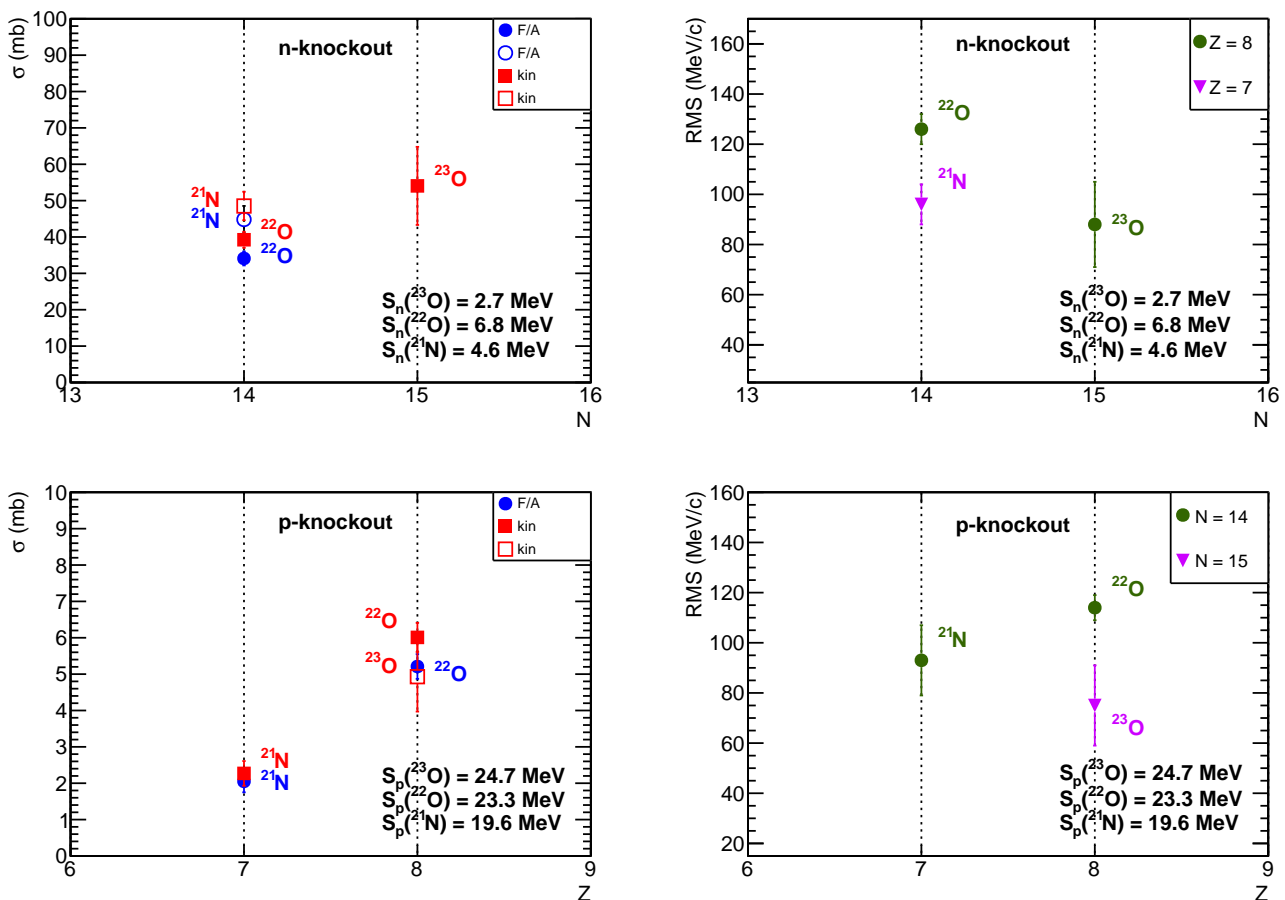 n-knockout
σ (mb)
100
90
80
70
60
50
40
30
20
10
0
13
14
15
16
N
F/A
F/A
kin
kin
²³O
²¹N
²¹N
²²O
²²O
Sₙ(²³O) = 2.7 MeV
Sₙ(²²O) = 6.8 MeV
Sₙ(²¹N) = 4.6 MeV
n-knockout
RMS (MeV/c)
160
140
120
100
80
60
40
13
14
15
16
N
Z = 8
Z = 7
²²O
²¹N
²³O
Sₙ(²³O) = 2.7 MeV
Sₙ(²²O) = 6.8 MeV
Sₙ(²¹N) = 4.6 MeV
p-knockout
σ (mb)
10
9
8
7
6
5
4
3
2
1
0
6
7
8
9
Z
F/A
kin
kin
²²O
²³O
²²O
²¹N
²¹N
Sₚ(²³O) = 24.7 MeV
Sₚ(²²O) = 23.3 MeV
Sₚ(²¹N) = 19.6 MeV
p-knockout
RMS (MeV/c)
160
140
120
100
80
60
40
20
6
7
8
9
Z
N = 14
N = 15
²²O
²¹N
²³O
Sₚ(²³O) = 24.7 MeV
Sₚ(²²O) = 23.3 MeV
Sₚ(²¹N) = 19.6 MeV